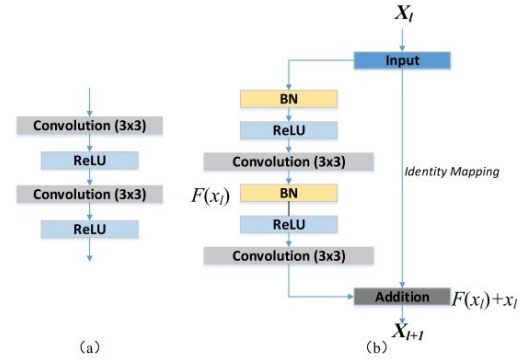 Convolution (3x3)
ReLU
Convolution (3x3)
ReLU
(a)
X_l
Input
BN
ReLU
Convolution (3x3)
Identity Mapping
F(x_l)
BN
ReLU
Convolution (3x3)
Addition
F(x_l)+x_l
X_{l+1}
(b)